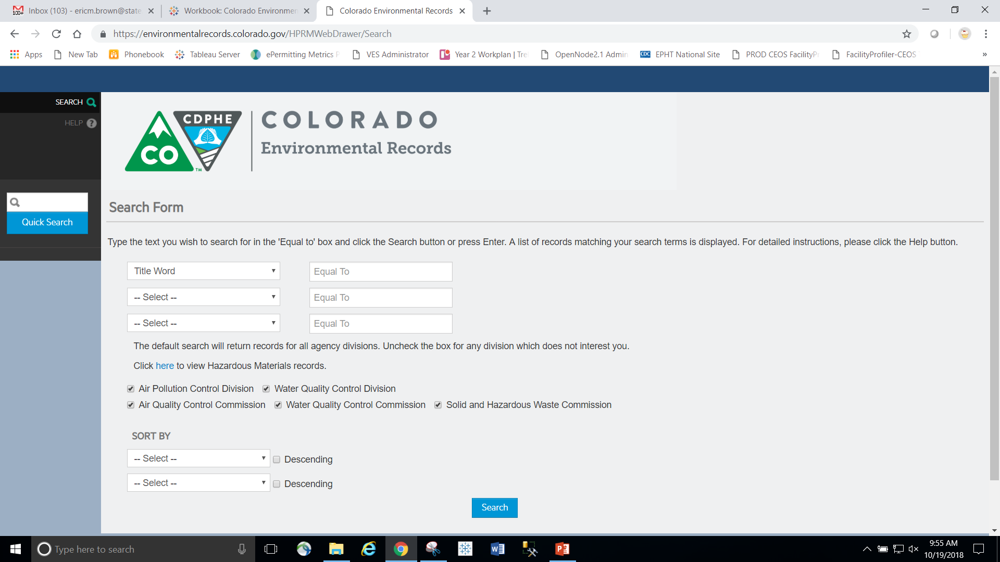 Inbox (103) - ericm.brown@state
Workbook: Colorado Environmen
Colorado Environmental Records
https://environmentalrecords.colorado.gov/HPRMWebDrawer/Search
Apps New Tab Phonebook Tableau Server ePermitting Metrics P VES Administrator Year 2 Workplan | Tre OpenNode2.1 Admin CDC EPHT National Site PROD CEOS FacilityPr FacilityProfiler-CEOS »
SEARCH
HELP ?
CDPHE
CO
TM
COLORADO
Environmental Records
Quick Search
Search Form
Type the text you wish to search for in the 'Equal to' box and click the Search button or press Enter. A list of records matching your search terms is displayed. For detailed instructions, please click the Help button.
Title Word Equal To
-- Select -- Equal To
-- Select -- Equal To
The default search will return records for all agency divisions. Uncheck the box for any division which does not interest you.
Click here to view Hazardous Materials records.
Air Pollution Control Division Water Quality Control Division
Air Quality Control Commission Water Quality Control Commission Solid and Hazardous Waste Commission
SORT BY
-- Select -- Descending
-- Select -- Descending
Search
Type here to search
9:55 AM
10/19/2018